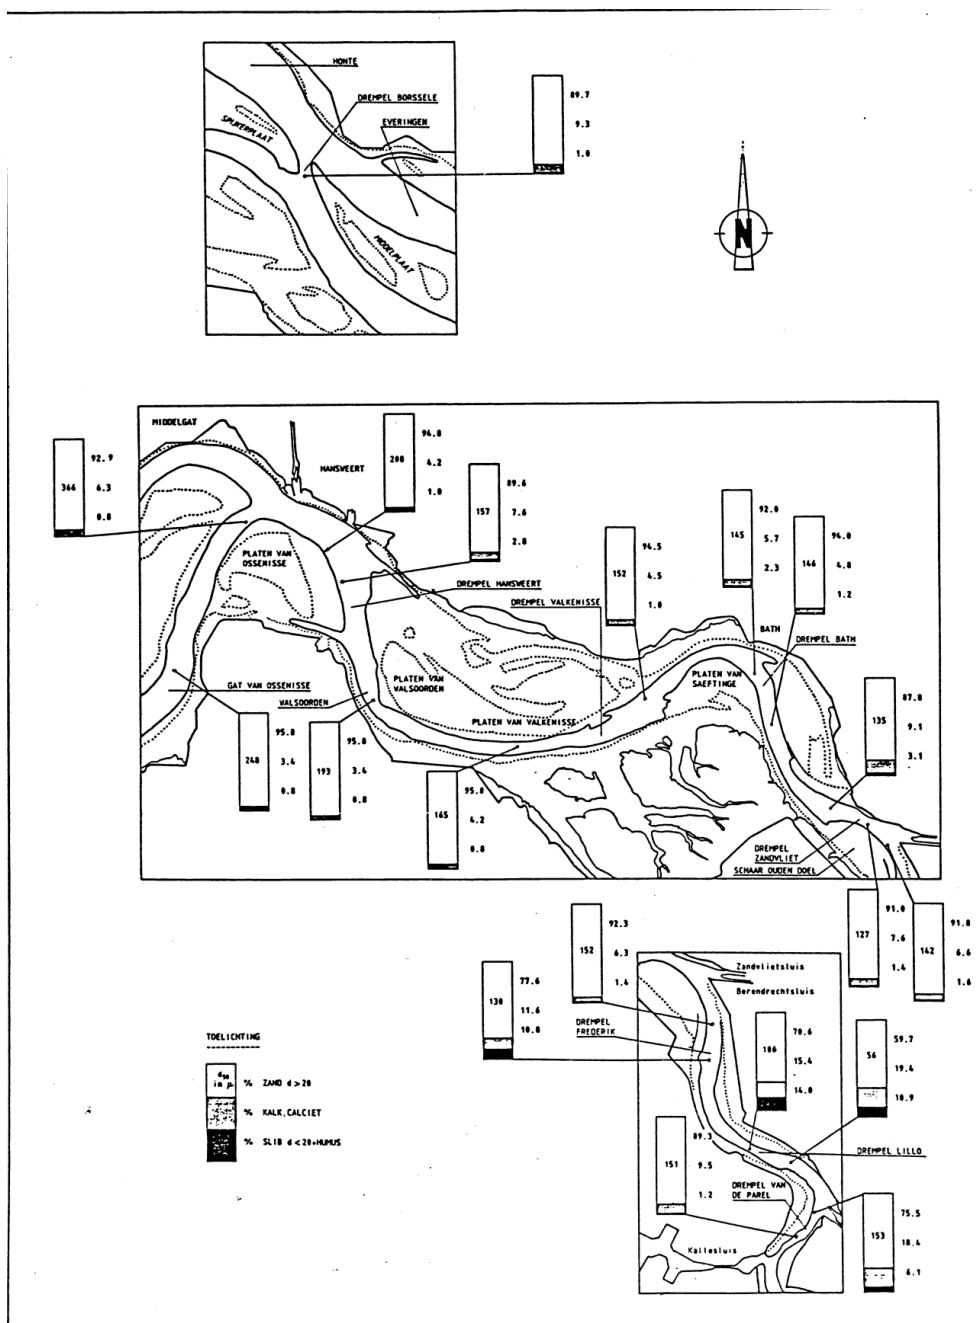 HONTE
DREMPEL BORSSELE
EVERINGEN
SPIJKERPLAAT
MIDDELPLAAT
89.7
9.3
1.0
N
MIDDELGAT
HANSWEERT
366
92.9
6.3
0.8
208
94.8
4.2
1.0
157
89.6
7.6
2.8
PLATEN VAN
OSSENISSE
DREMPEL HANSWEERT
DREMPEL VALKENISSE
152
94.5
4.5
1.0
145
92.0
5.7
2.3
146
94.0
4.8
1.2
BATH
DREMPEL BATH
PLATEN VAN
VALSOORDEN
PLATEN VAN VALKENISSE
PLATEN VAN
SAEFTINGE
GAT VAN OSSENISSE
VALSOORDEN
248
95.8
3.4
0.8
193
95.8
3.4
0.8
165
95.0
4.2
0.8
135
87.8
9.1
3.1
DREMPEL
ZANDVLIET
SCHAAR OUDEN DOEL
127
91.0
7.6
1.4
142
91.8
6.6
1.6
152
92.3
6.3
1.4
130
77.6
11.6
10.8
Zandvlietsluis
Berendrechtsluis
DREMPEL
FREDERIK
106
70.6
15.4
14.0
56
59.7
19.4
10.9
151
89.3
9.5
1.2
DREMPEL LILLO
DREMPEL VAN
DE PAREL
Kallosluis
153
75.5
18.4
6.1
TOELICHTING
d50
in µ
% ZAND d>20
% KALK,CALCIET
% SLIB d<20+HUMUS